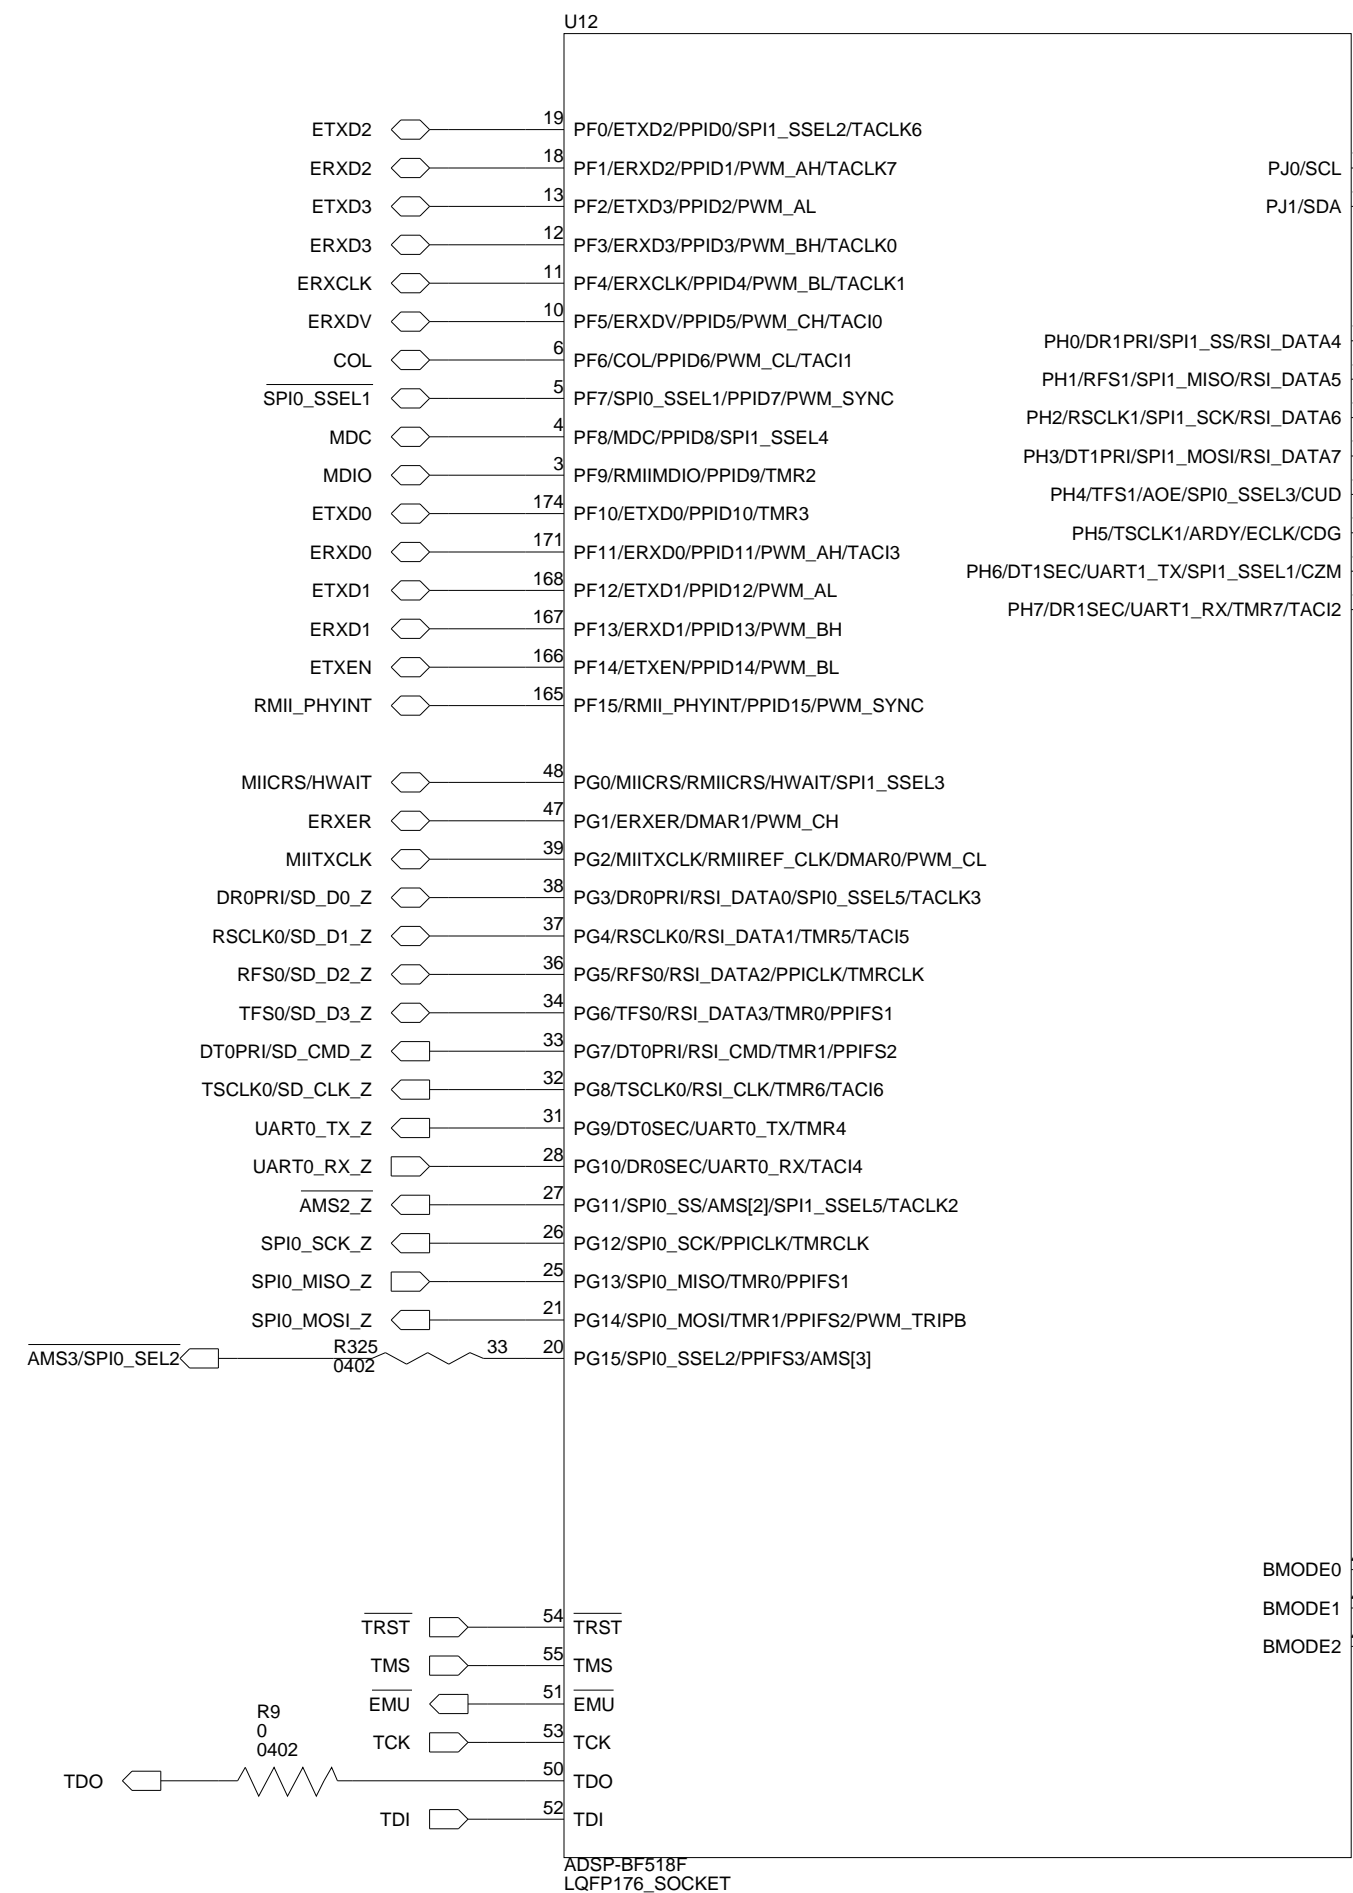 U12
ETXD2 19 PF0/ETXD2/PPID0/SPI1_SSEL2/TACLK6
ERXD2 18 PF1/ERXD2/PPID1/PWM_AH/TACLK7 PJ0/SCL
ETXD3 13 PF2/ETXD3/PPID2/PWM_AL PJ1/SDA
ERXD3 12 PF3/ERXD3/PPID3/PWM_BH/TACLK0
ERXCLK 11 PF4/ERXCLK/PPID4/PWM_BL/TACLK1
ERXDV 10 PF5/ERXDV/PPID5/PWM_CH/TACI0
PH0/DR1PRI/SPI1_SS/RSI_DATA4
COL 6 PF6/COL/PPID6/PWM_CL/TACI1
PH1/RFS1/SPI1_MISO/RSI_DATA5
SPI0_SSEL1 5 PF7/SPI0_SSEL1/PPID7/PWM_SYNC
PH2/RSCLK1/SPI1_SCK/RSI_DATA6
MDC 4 PF8/MDC/PPID8/SPI1_SSEL4
PH3/DT1PRI/SPI1_MOSI/RSI_DATA7
MDIO 3 PF9/RMIIMDIO/PPID9/TMR2
PH4/TFS1/AOE/SPI0_SSEL3/CUD
ETXD0 174 PF10/ETXD0/PPID10/TMR3
PH5/TSCLK1/ARDY/ECLK/CDG
ERXD0 171 PF11/ERXD0/PPID11/PWM_AH/TACI3
PH6/DT1SEC/UART1_TX/SPI1_SSEL1/CZM
ETXD1 168 PF12/ETXD1/PPID12/PWM_AL
PH7/DR1SEC/UART1_RX/TMR7/TACI2
ERXD1 167 PF13/ERXD1/PPID13/PWM_BH
ETXEN 166 PF14/ETXEN/PPID14/PWM_BL
RMII_PHYINT 165 PF15/RMII_PHYINT/PPID15/PWM_SYNC
MIICRS/HWAIT 48 PG0/MIICRS/RMIICRS/HWAIT/SPI1_SSEL3
ERXER 47 PG1/ERXER/DMAR1/PWM_CH
MIITXCLK 39 PG2/MIITXCLK/RMIIREF_CLK/DMAR0/PWM_CL
DR0PRI/SD_D0_Z 38 PG3/DR0PRI/RSI_DATA0/SPI0_SSEL5/TACLK3
RSCLK0/SD_D1_Z 37 PG4/RSCLK0/RSI_DATA1/TMR5/TACI5
RFS0/SD_D2_Z 36 PG5/RFS0/RSI_DATA2/PPICLK/TMRCLK
TFS0/SD_D3_Z 34 PG6/TFS0/RSI_DATA3/TMR0/PPIFS1
DT0PRI/SD_CMD_Z 33 PG7/DT0PRI/RSI_CMD/TMR1/PPIFS2
TSCLK0/SD_CLK_Z 32 PG8/TSCLK0/RSI_CLK/TMR6/TACI6
UART0_TX_Z 31 PG9/DT0SEC/UART0_TX/TMR4
UART0_RX_Z 28 PG10/DR0SEC/UART0_RX/TACI4
AMS2_Z 27 PG11/SPI0_SS/AMS[2]/SPI1_SSEL5/TACLK2
SPI0_SCK_Z 26 PG12/SPI0_SCK/PPICLK/TMRCLK
SPI0_MISO_Z 25 PG13/SPI0_MISO/TMR0/PPIFS1
SPI0_MOSI_Z 21 PG14/SPI0_MOSI/TMR1/PPIFS2/PWM_TRIPB
AMS3/SPI0_SEL2 R325 33 20 PG15/SPI0_SSEL2/PPIFS3/AMS[3]
0402
BMODE0
BMODE1
TRST 54 TRST
BMODE2
TMS 55 TMS
EMU 51 EMU
R9
0
TCK 53 TCK
0402
TDO 50 TDO
TDI 52 TDI
ADSP-BF518F
LQFP176_SOCKET